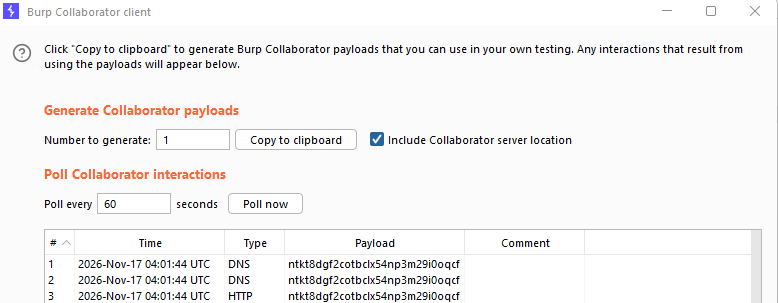 Burp Collaborator client
Click "Copy to clipboard" to generate Burp Collaborator payloads that you can use in your own testing. Any interactions that result from
using the payloads will appear below.
Generate Collaborator payloads
Number to generate: 1 Copy to clipboard Include Collaborator server location
Poll Collaborator interactions
Poll every 60 seconds Poll now
# Time Type Payload Comment
1 2026-Nov-17 04:01:44 UTC DNS ntkt8dgf2cotbclx54np3m29i0oqcf
2 2026-Nov-17 04:01:44 UTC DNS ntkt8dgf2cotbclx54np3m29i0oqcf
3 2026-Nov-17 04:01:44 UTC HTTP ntkt8dgf2cotbclx54np3m29i0oqcf